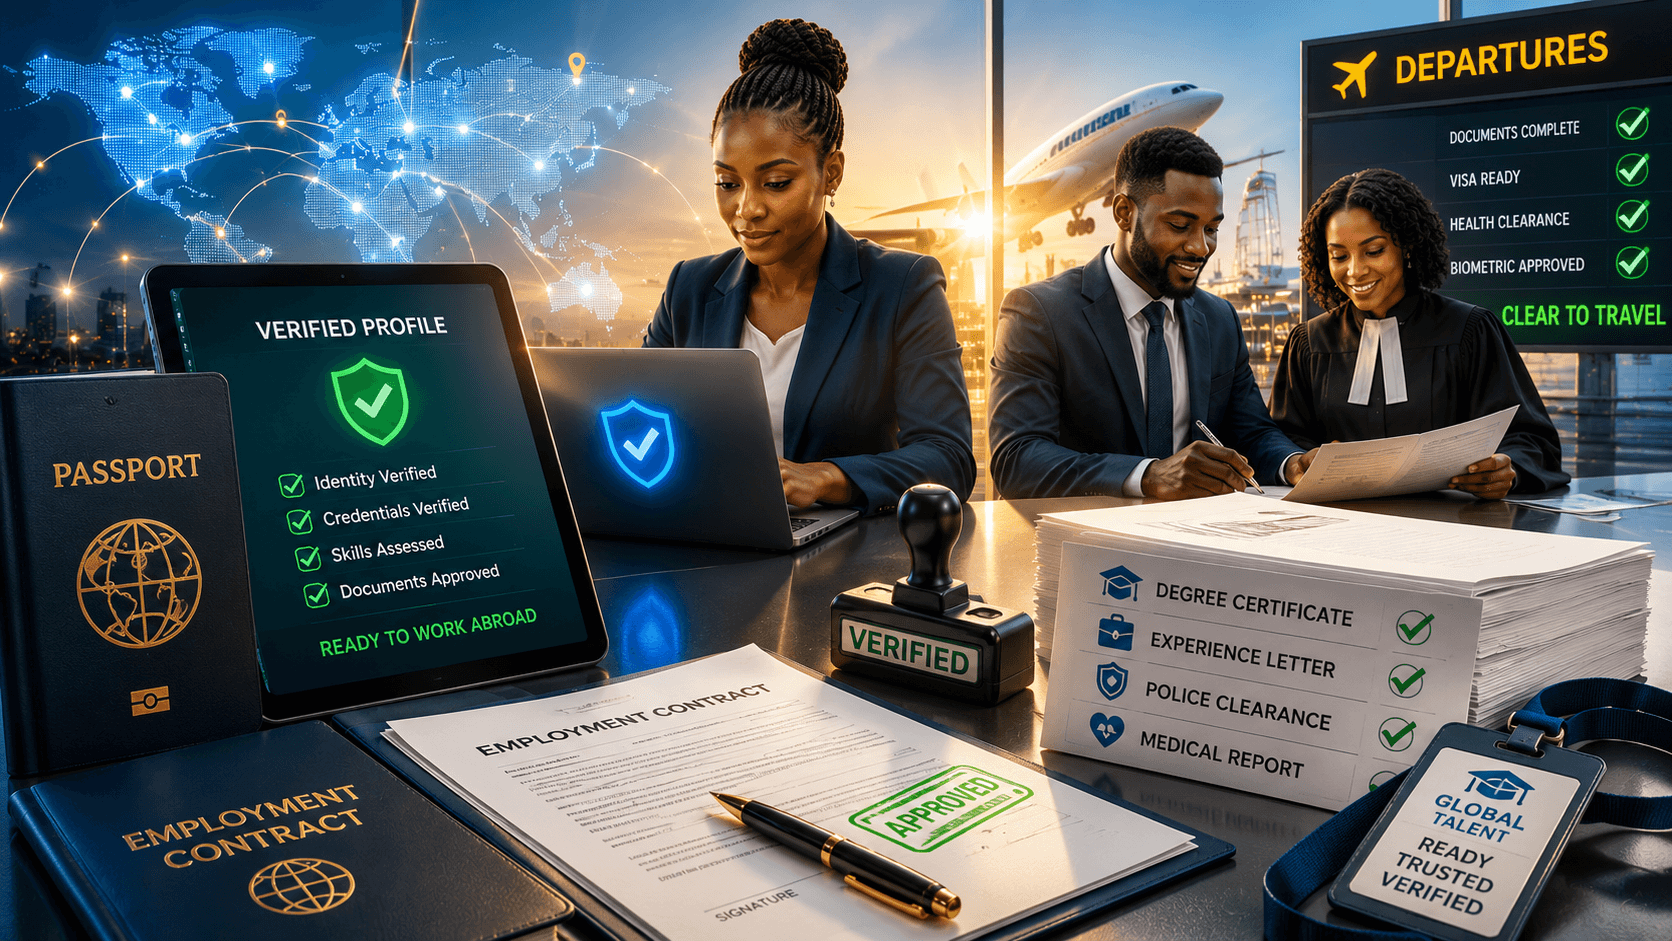 DEPARTURES
DOCUMENTS COMPLETE
VISA READY
HEALTH CLEARANCE
BIOMETRIC APPROVED
CLEAR TO TRAVEL
VERIFIED PROFILE
Identity Verified
Credentials Verified
Skills Assessed
Documents Approved
READY TO WORK ABROAD
PASSPORT
VERIFIED
DEGREE CERTIFICATE
EXPERIENCE LETTER
POLICE CLEARANCE
MEDICAL REPORT
EMPLOYMENT CONTRACT
APPROVED
SIGNATURE
EMPLOYMENT
CONTRACT
GLOBAL
TALENT
READY
TRUSTED
VERIFIED